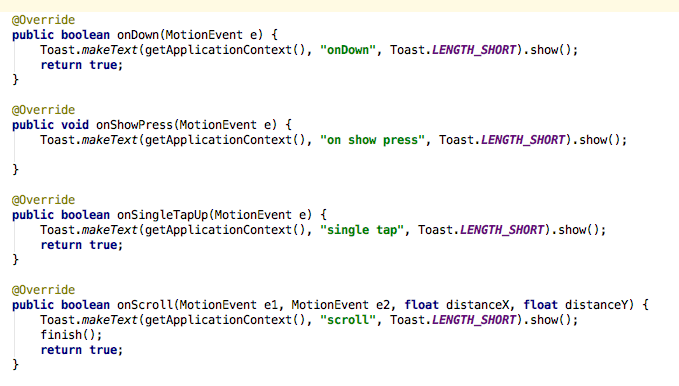 @Override
public boolean onDown(MotionEvent e) {
    Toast.makeText(getApplicationContext(), "onDown", Toast.LENGTH_SHORT).show();
    return true;
}
@Override
public void onShowPress(MotionEvent e) {
    Toast.makeText(getApplicationContext(), "on show press", Toast.LENGTH_SHORT).show();
}
@Override
public boolean onSingleTapUp(MotionEvent e) {
    Toast.makeText(getApplicationContext(), "single tap", Toast.LENGTH_SHORT).show();
    return true;
}
@Override
public boolean onScroll(MotionEvent e1, MotionEvent e2, float distanceX, float distanceY) {
    Toast.makeText(getApplicationContext(), "scroll", Toast.LENGTH_SHORT).show();
    finish();
    return true;
}